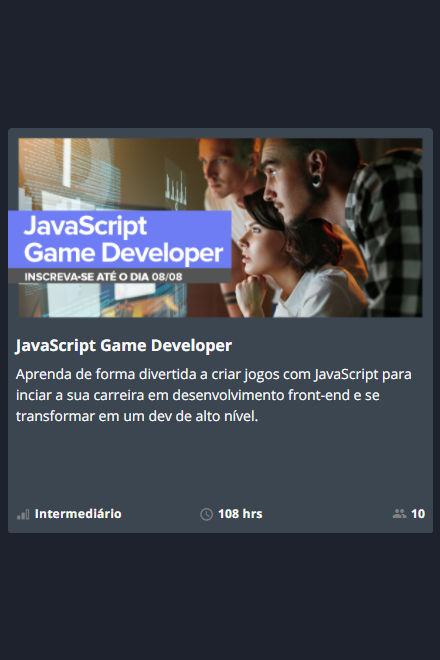 JavaScript
Game Developer
INSCREVA-SE ATÉ O DIA 08/08
JavaScript Game Developer
Aprenda de forma divertida a criar jogos com JavaScript para
inciar a sua carreira em desenvolvimento front-end e se
transformar em um dev de alto nível.
Intermediário 108 hrs 10